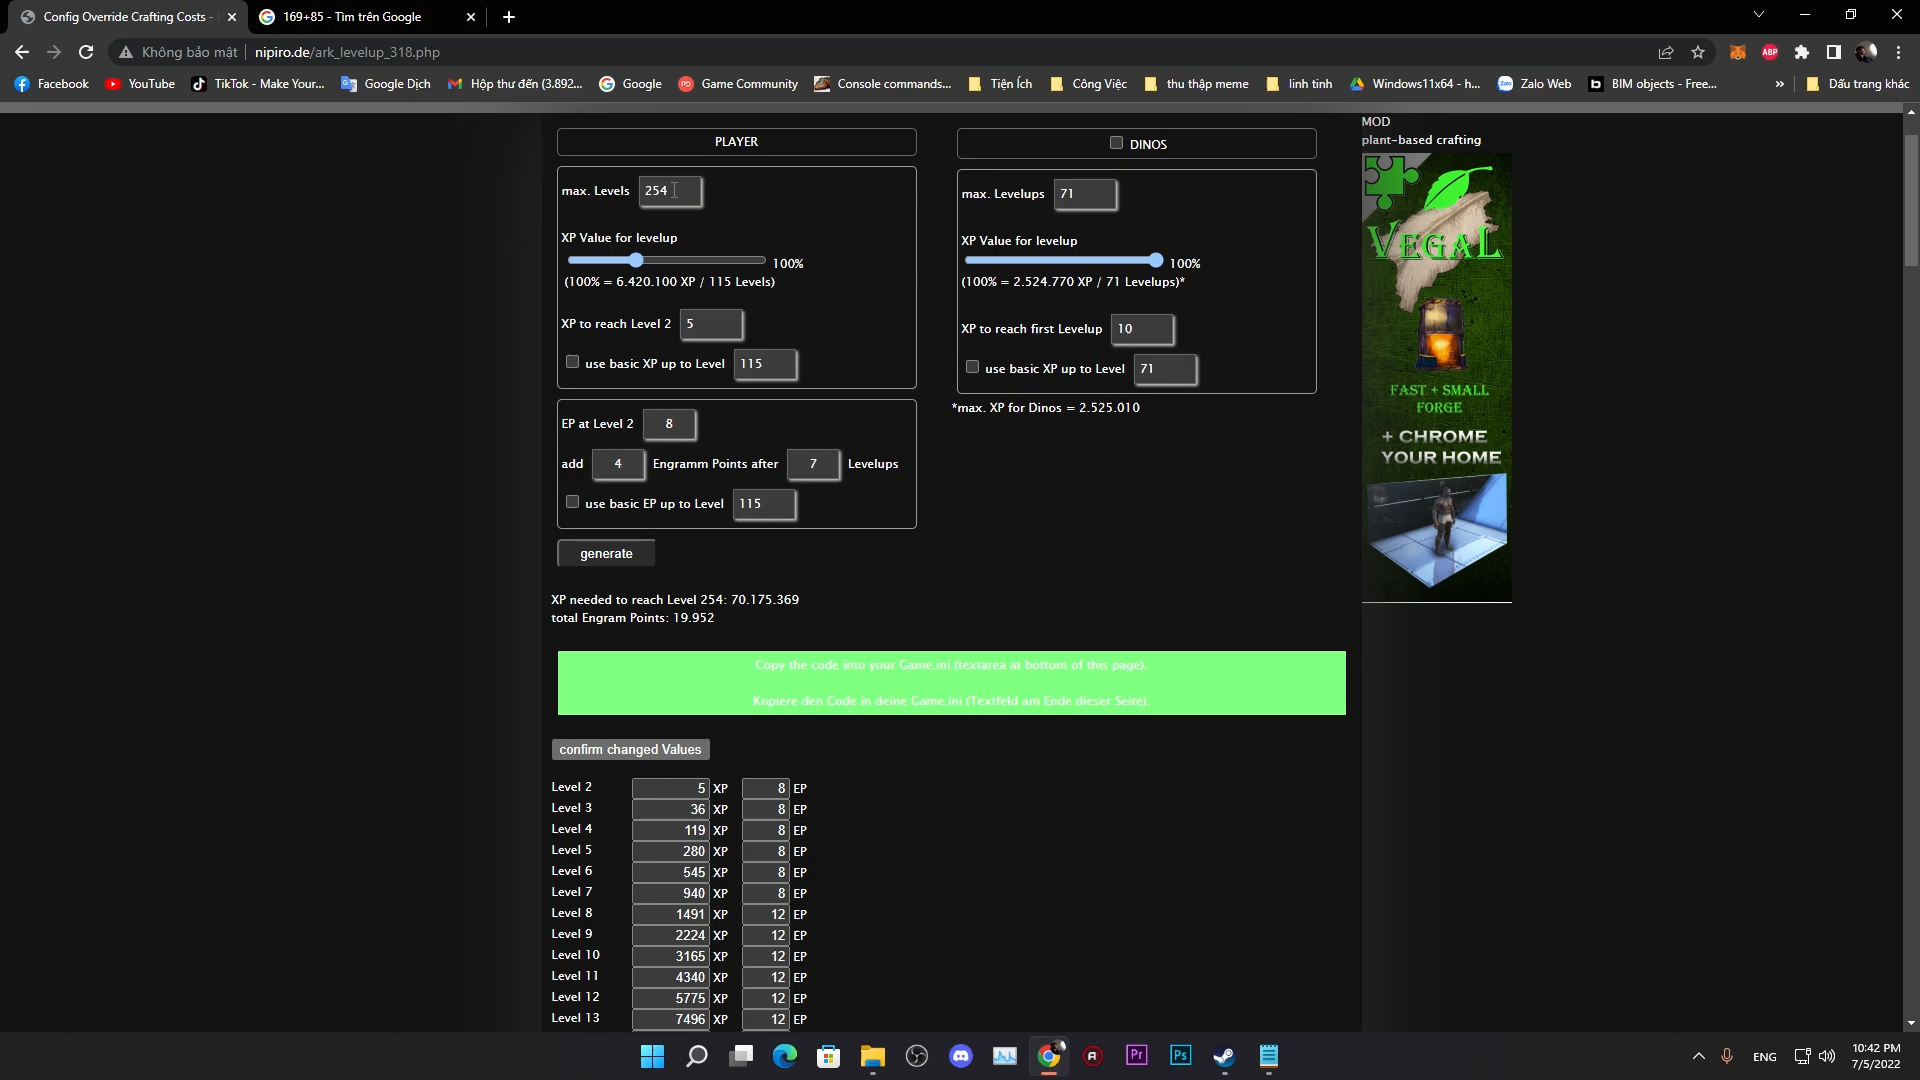 Config Override Crafting Costs -
169+85 - Tìm trên Google
Không bảo mật
nipiro.de/ark_levelup_318.php
ABP
Facebook
YouTube
TikTok - Make Your...
Google Dịch
Hộp thư đến (3.892...
Google
Game Community
Console commands...
Tiện Ích
Công Việc
thu thập meme
linh tinh
Windows11x64 - h...
Zalo Web
BIM objects - Free...
»
Dấu trang khác
PLAYER
max. Levels 254
XP Value for levelup
100%
(100% = 6.420.100 XP / 115 Levels)
XP to reach Level 2 5
use basic XP up to Level 115
EP at Level 2 8
add 4 Engramm Points after 7 Levelups
use basic EP up to Level 115
generate
DINOS
max. Levelups 71
XP Value for levelup
100%
(100% = 2.524.770 XP / 71 Levelups)*
XP to reach first Levelup 10
use basic XP up to Level 71
*max. XP for Dinos = 2.525.010
MOD
plant-based crafting
VEGAL
FAST + SMALL
FORGE
+ CHROME
YOUR HOME
XP needed to reach Level 254: 70.175.369
total Engram Points: 19.952
Copy the code into your Game.ini (textarea at bottom of this page).
Kopiere den Code in deine Game.ini (Textfeld am Ende dieser Seite).
confirm changed Values
Level 2 5 XP 8 EP
Level 3 36 XP 8 EP
Level 4 119 XP 8 EP
Level 5 280 XP 8 EP
Level 6 545 XP 8 EP
Level 7 940 XP 8 EP
Level 8 1491 XP 12 EP
Level 9 2224 XP 12 EP
Level 10 3165 XP 12 EP
Level 11 4340 XP 12 EP
Level 12 5775 XP 12 EP
Level 13 7496 XP 12 EP
Pr
Ps
ENG
10:42 PM
7/5/2022